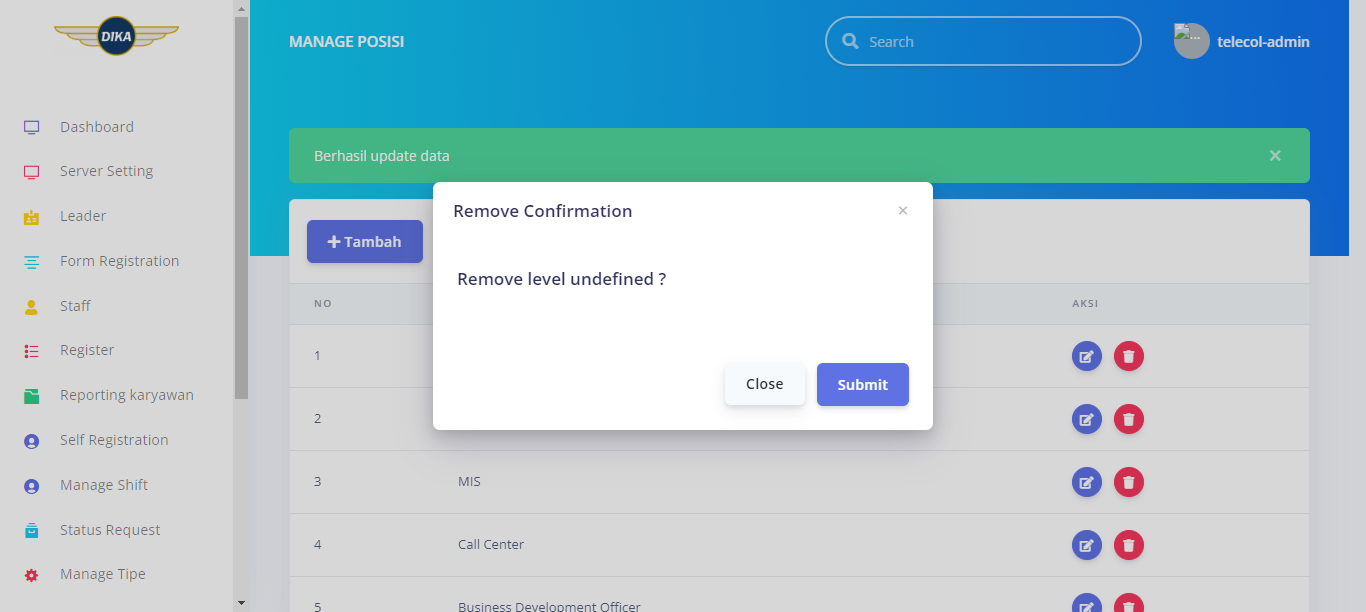 DIKA
MANAGE POSISI
Search
telecol-admin
Dashboard
Server Setting
Leader
Form Registration
Staff
Register
Reporting karyawan
Self Registration
Manage Shift
Status Request
Manage Tipe
Berhasil update data
×
Remove Confirmation
×
Remove level undefined ?
Close
Submit
Tambah
NO
AKSI
1
2
3 MIS
4 Call Center
5 Business Development Officer